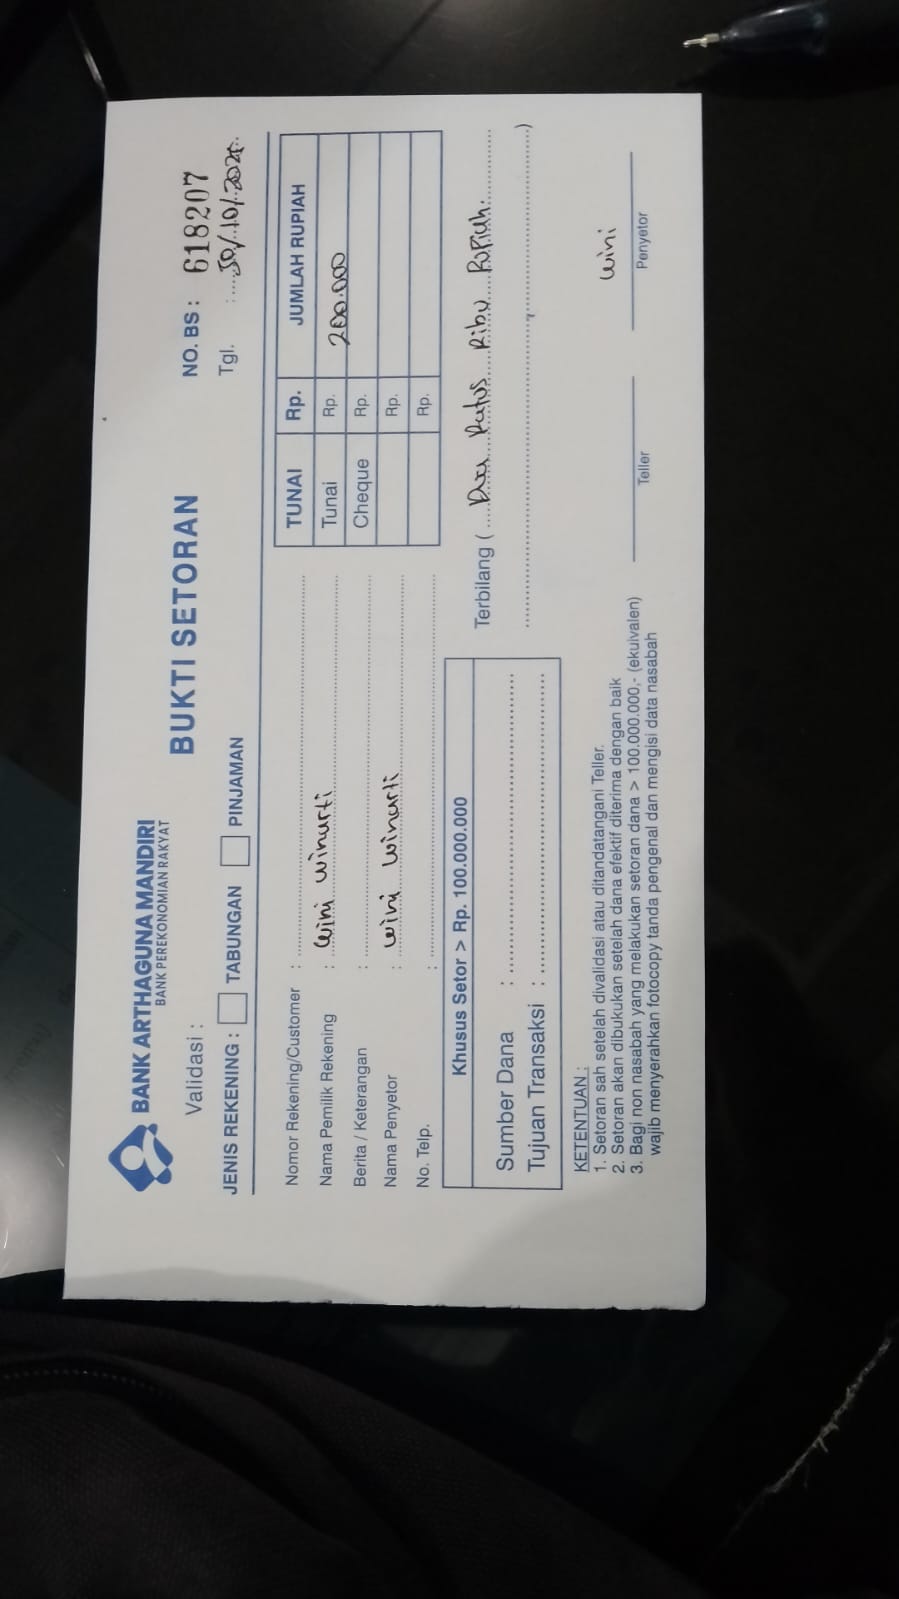 BANK ARTHAGUNA MANDIRI
BANK PEREKONOMIAN RAKYAT
BUKTI SETORAN
NO. BS : 618207
Validasi :
Tgl. : 30/10/2025
JENIS REKENING : TABUNGAN PINJAMAN
Nomor Rekening/Customer :
Nama Pemilik Rekening : Wini Winarti
Berita / Keterangan :
Nama Penyetor : Wini Winarti
No. Telp. :
TUNAI Rp. JUMLAH RUPIAH
Tunai Rp. 200.000
Cheque Rp.
Rp.
Rp.
Khusus Setor > Rp. 100.000.000
Sumber Dana :
Tujuan Transaksi :
Terbilang ( Dua Ratus Ribu Rupiah. )
KETENTUAN :
1. Setoran sah setelah divalidasi atau ditandatangani Teller.
2. Setoran akan dibukukan setelah dana efektif diterima dengan baik
3. Bagi non nasabah yang melakukan setoran dana > 100.000.000,- (ekuivalen)
wajib menyerahkan fotocopy tanda pengenal dan mengisi data nasabah
Wini
Teller Penyetor